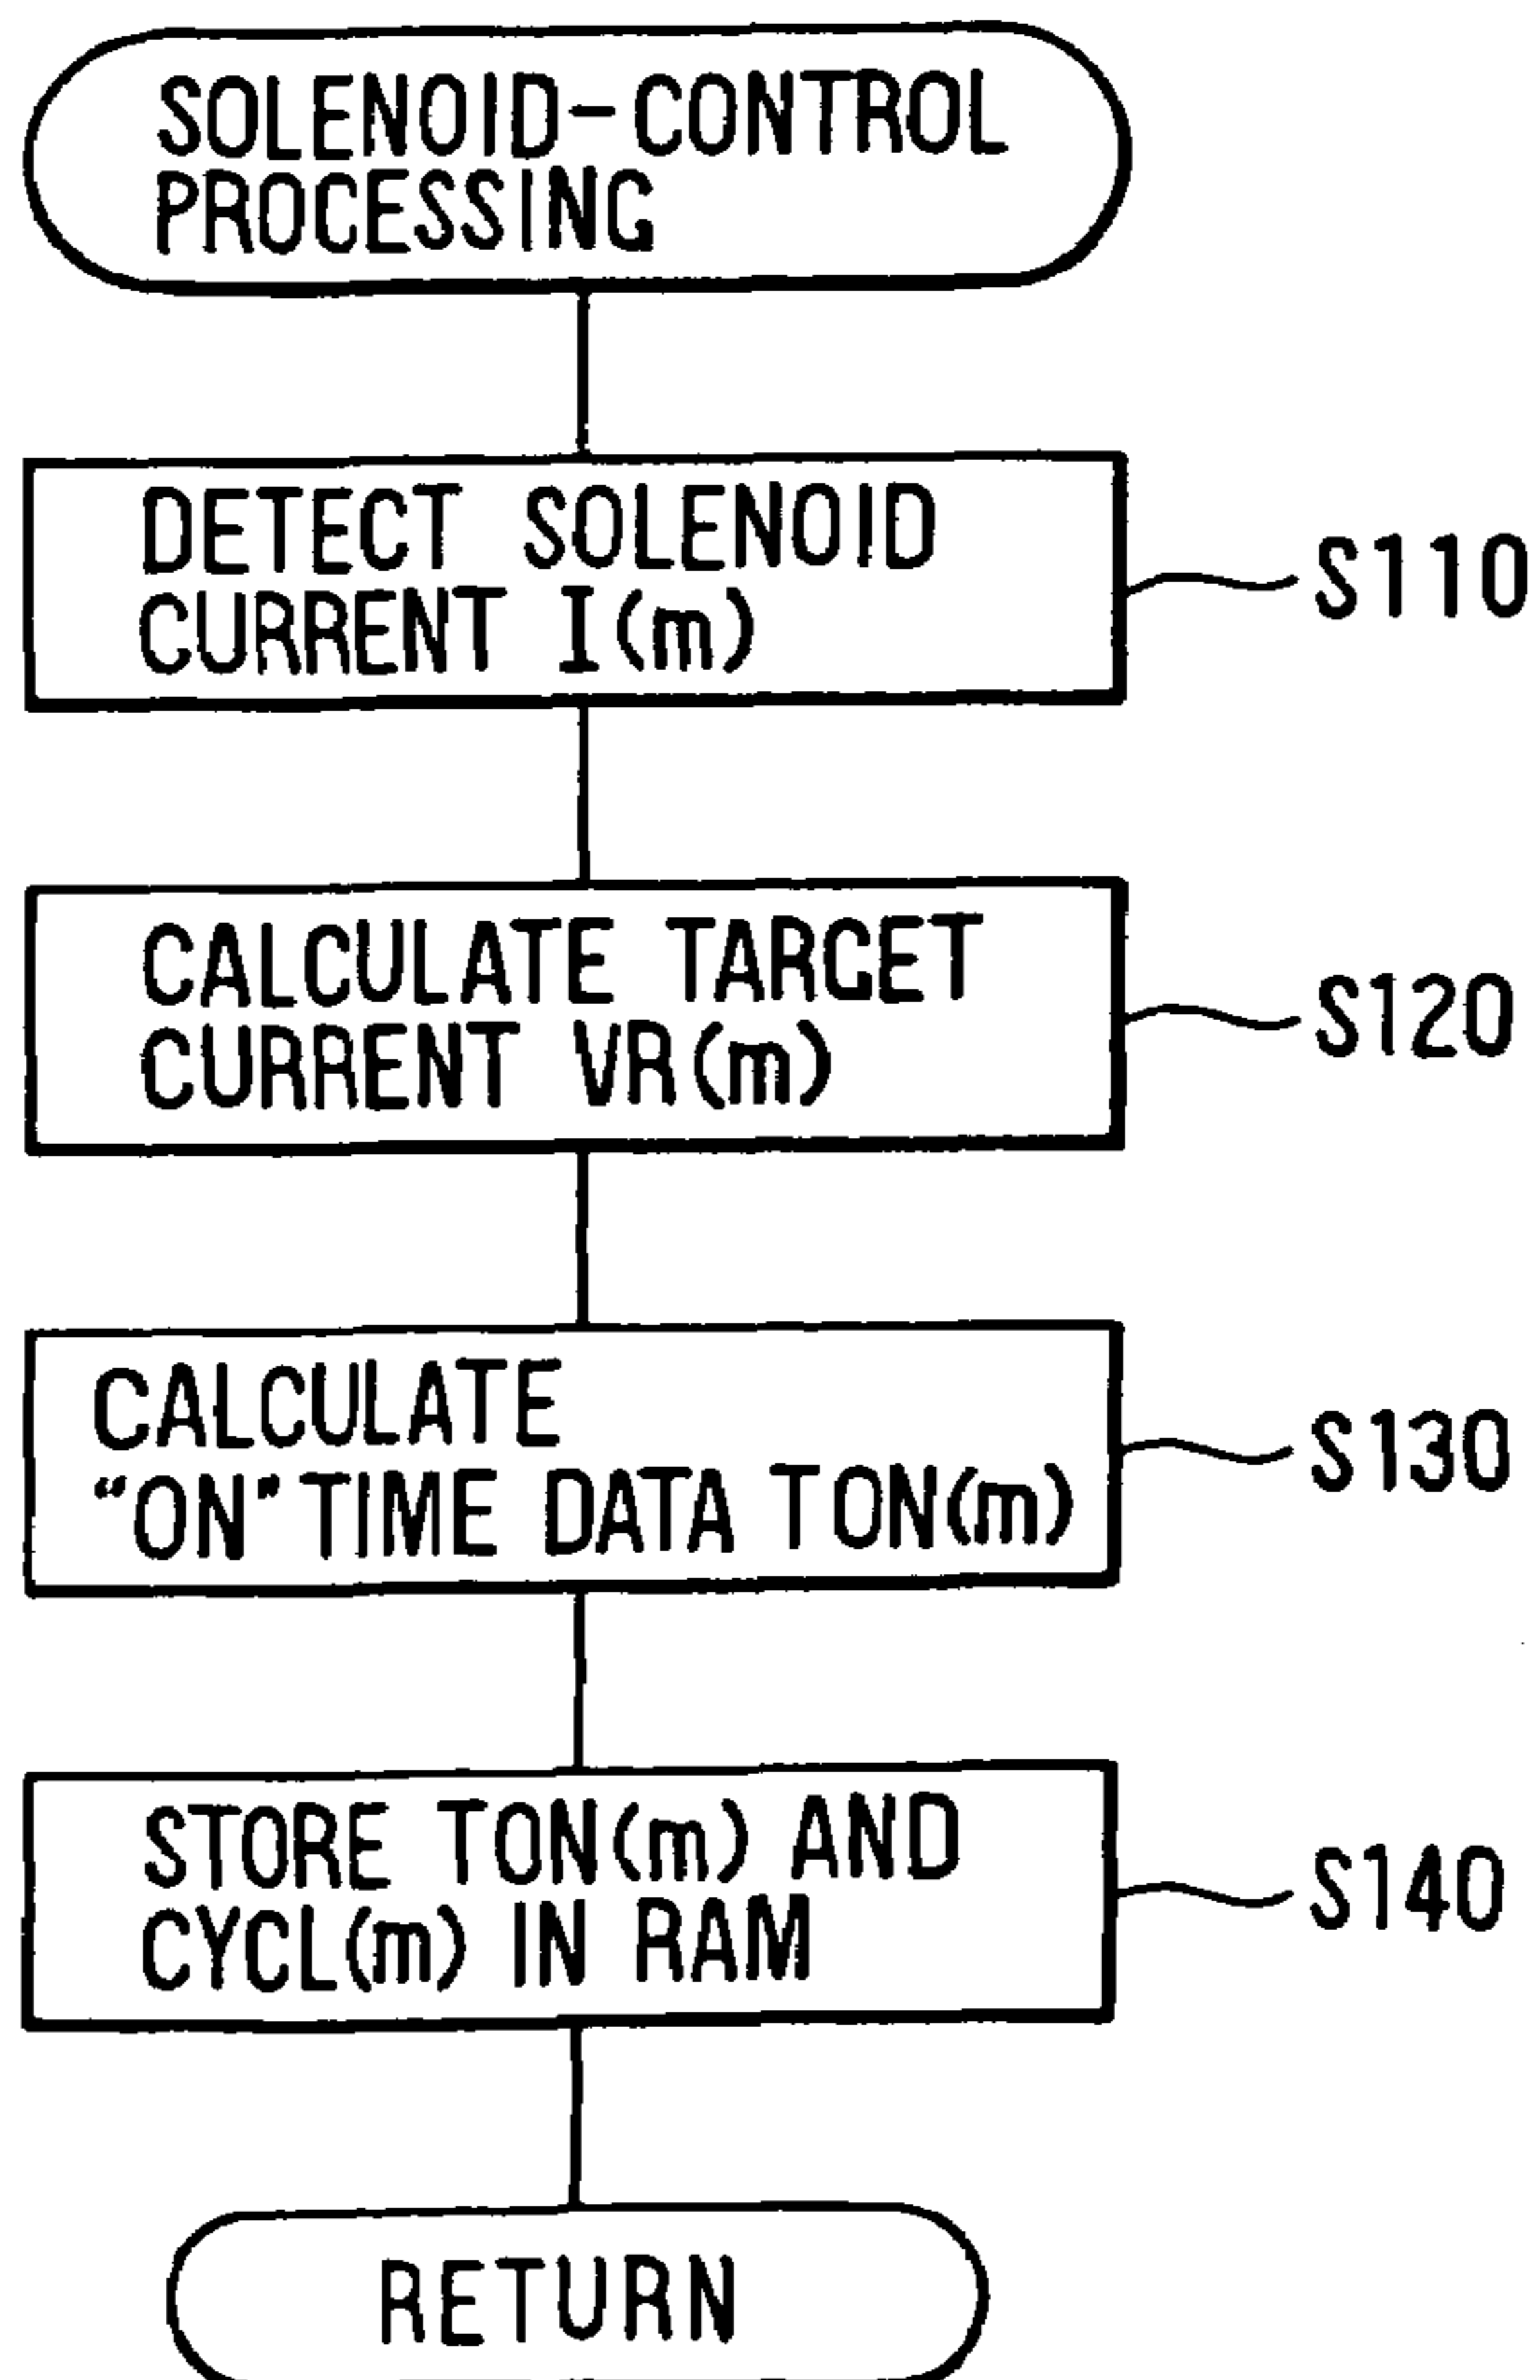 SOLENOID-CONTROL
PROCESSING
DETECT SOLENOID
CURRENT I(m)
S110
CALCULATE TARGET
CURRENT VR(m)
S120
CALCULATE
"ON" TIME DATA TON(m)
S130
STORE TON(m) AND
CYCL(m) IN RAM
S140
RETURN